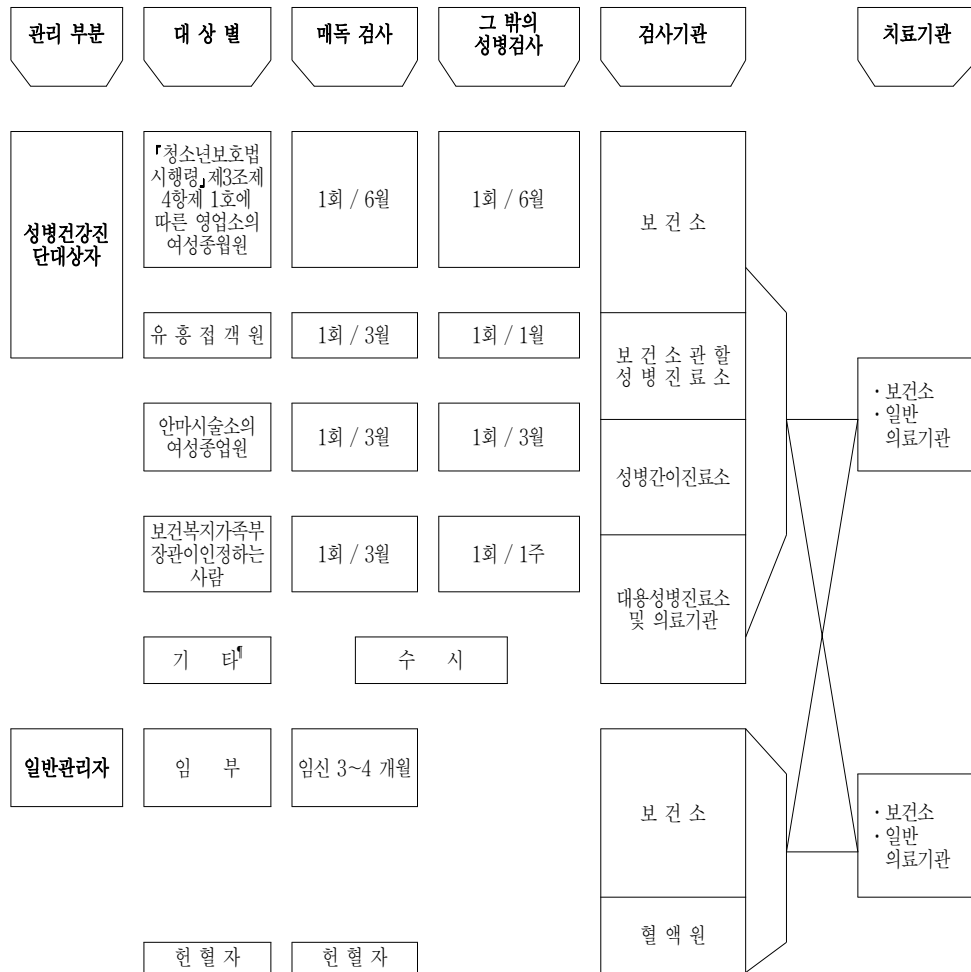 관리 부분
대 상 별
매독 검사
그 밖의
성병검사
검사기관
치료기관
성병건강진
단대상자
『청소년보호법
시행령』제3조제
4항제 1호에
따른 영업소의
여성종웝원
1회 / 6월
1회 / 6월
유 흥 접 객 원
1회 / 3월
1회 / 1월
안마시술소의
여성종업원
1회 / 3월
1회 / 3월
보건복지가족부
장관이인정하는
사람
1회 / 3월
1회 / 1주
기 타¶
수 시
보 건 소
보 건 소 관 할
성 병 진 료 소
성병간이진료소
대용성병진료소
및 의료기관
· 보건소
· 일반
의료기관
일반관리자
임 부
임신 3~4 개월
헌 혈 자
헌 혈 자
보 건 소
혈 액 원
· 보건소
· 일반
의료기관